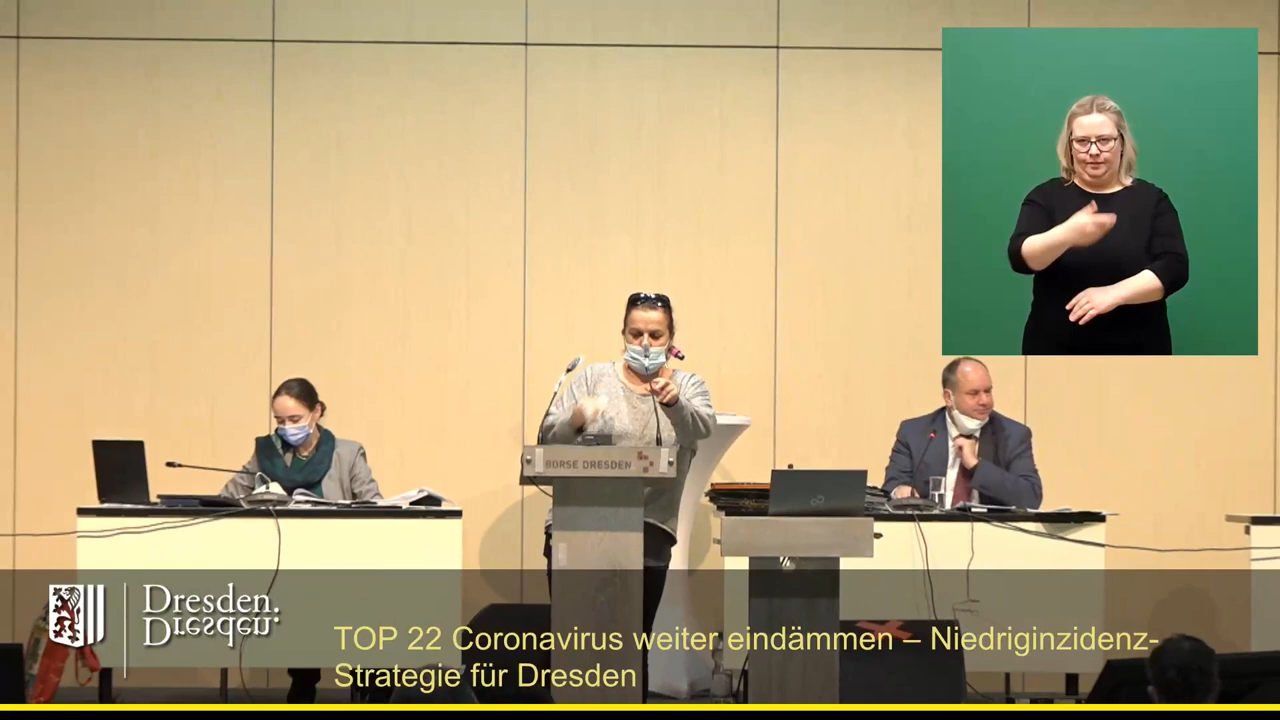 BÖRSE DRESDEN
Dresden.
Dresden.
TOP 22 Coronavirus weiter eindämmen – Niedriginzidenz-
Strategie für Dresden